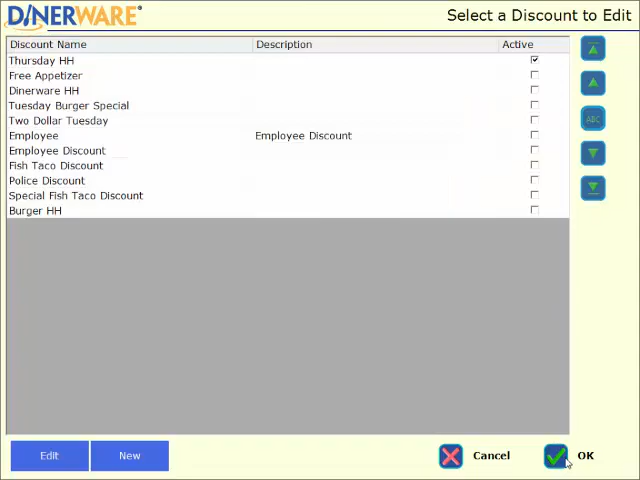 DINERWARE® Select a Discount to Edit
Discount Name Description Active
Thursday HH
Free Appetizer
Dinerware HH
Tuesday Burger Special
Two Dollar Tuesday
Employee Employee Discount
Employee Discount
Fish Taco Discount
Police Discount
Special Fish Taco Discount
Burger HH
ABC
Edit New Cancel OK